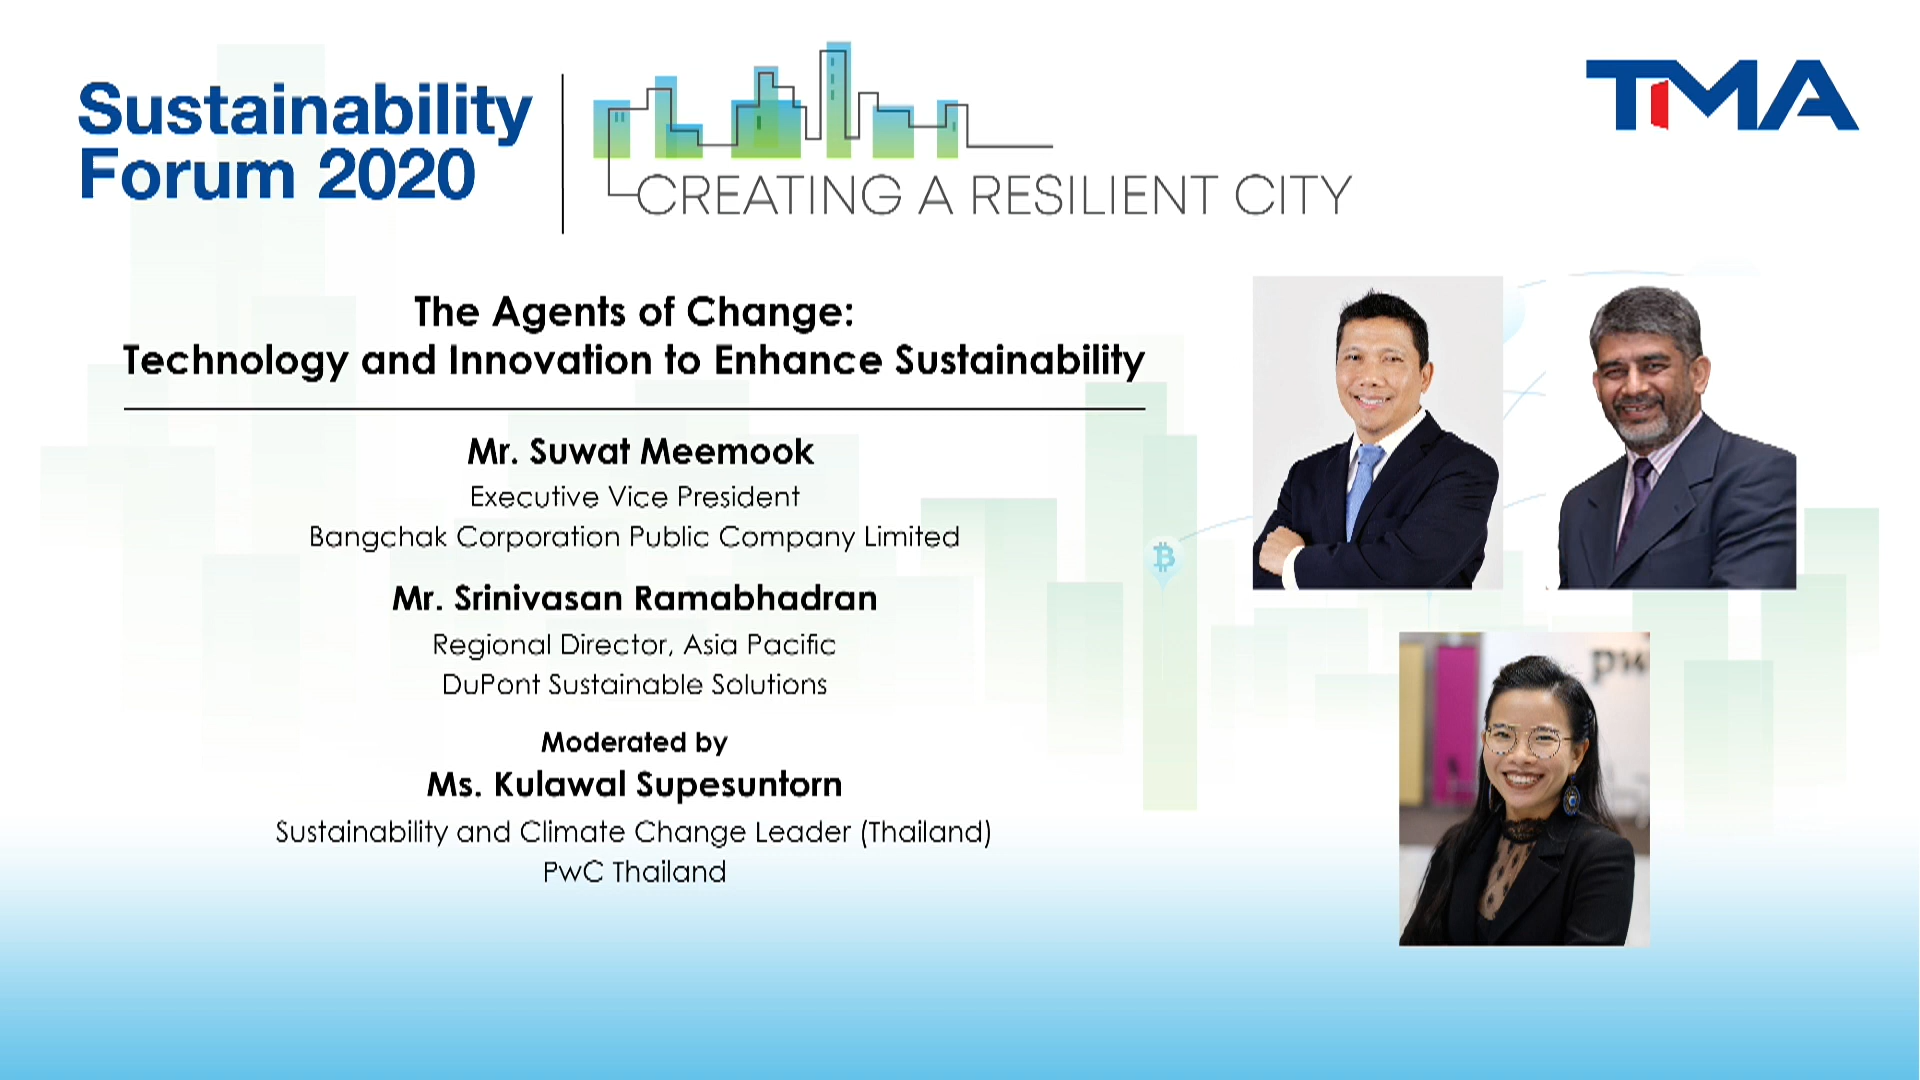 Sustainability
Forum 2020
CREATING A RESILIENT CITY
TMA
The Agents of Change:
Technology and Innovation to Enhance Sustainability
Mr. Suwat Meemook
Executive Vice President
Bangchak Corporation Public Company Limited
Mr. Srinivasan Ramabhadran
Regional Director, Asia Pacific
DuPont Sustainable Solutions
Moderated by
Ms. Kulawal Supesuntorn
Sustainability and Climate Change Leader (Thailand)
PwC Thailand